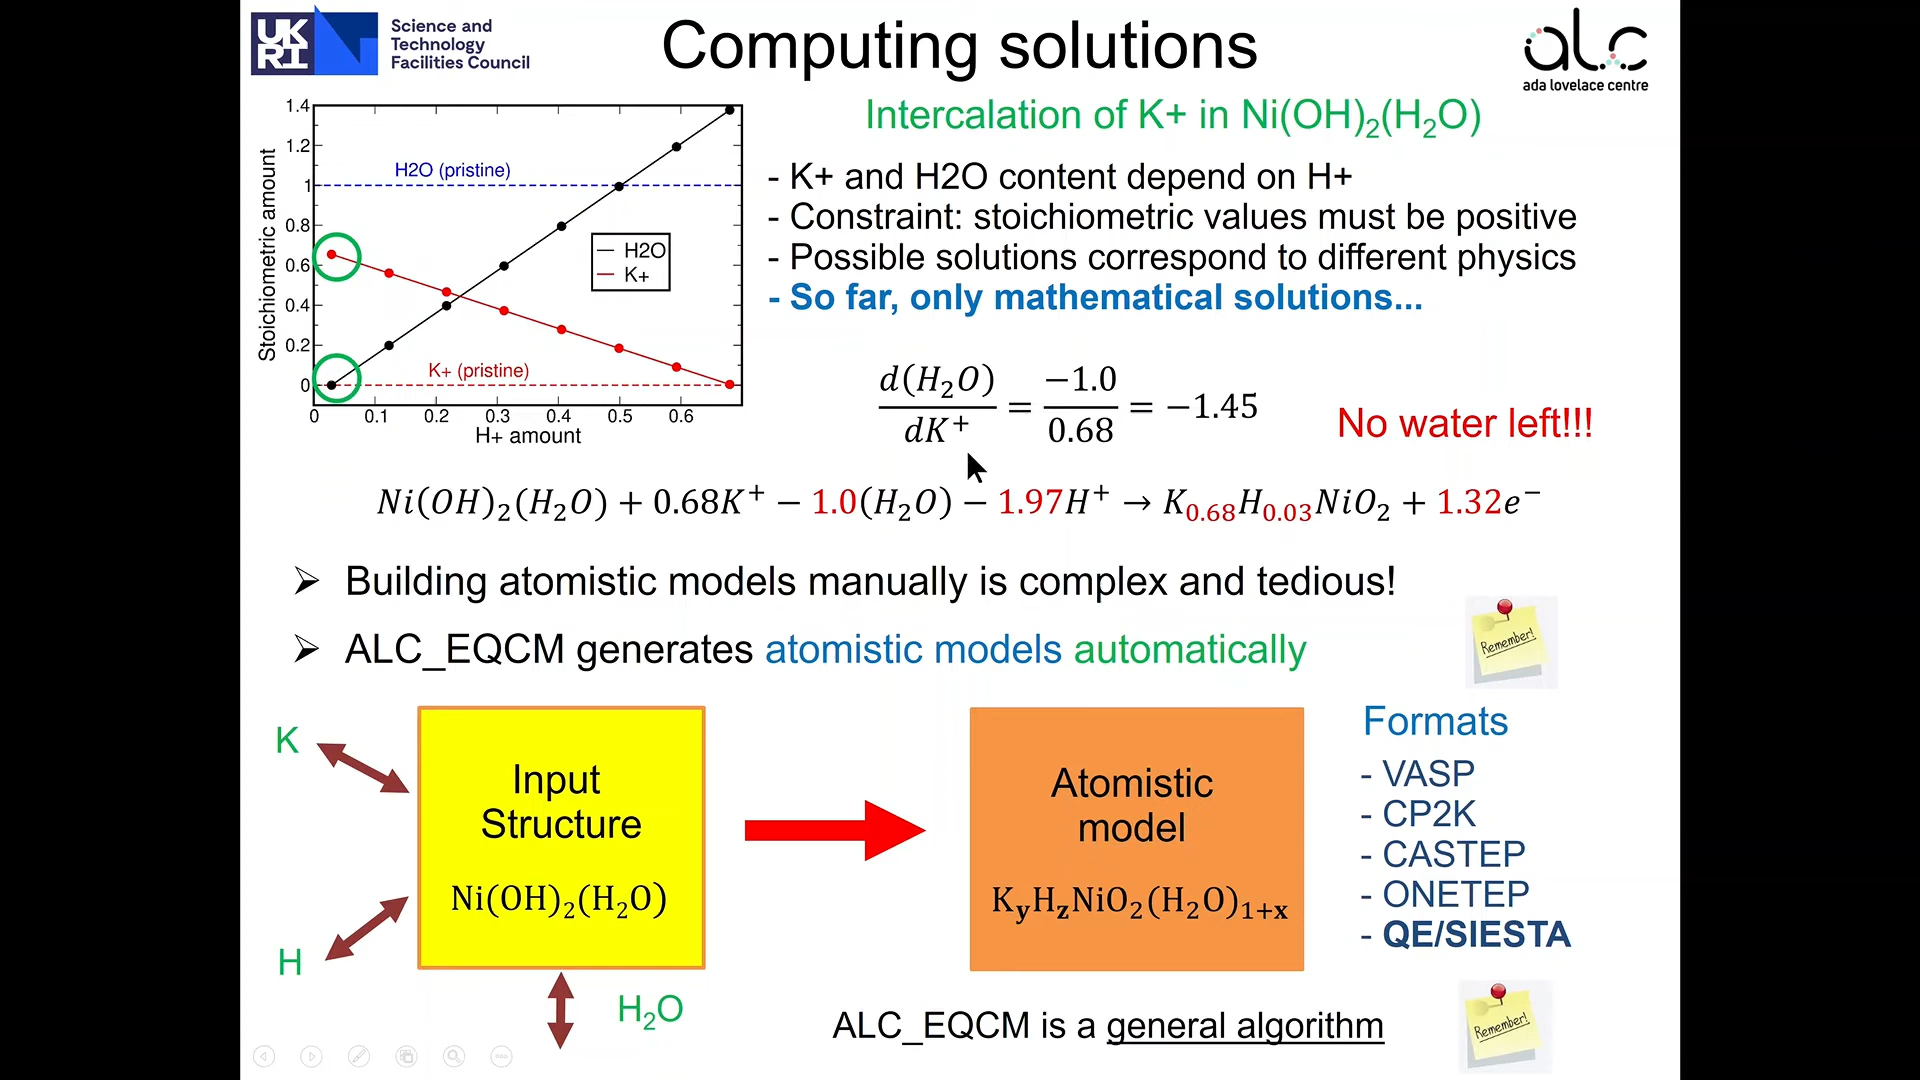 UK
RI
Science and
Technology
Facilities Council
Computing solutions
alc
ada lovelace centre
Intercalation of K+ in Ni(OH)₂(H₂O)
1.4
1.2
1
0.8
0.6
0.4
0.2
0
Stoichiometric amount
H2O (pristine)
H2O
K+
K+ (pristine)
0 0.1 0.2 0.3 0.4 0.5 0.6
H+ amount
- K+ and H2O content depend on H+
- Constraint: stoichiometric values must be positive
- Possible solutions correspond to different physics
- So far, only mathematical solutions...
d(H₂O)/dK⁺ = −1.0/0.68 = −1.45
No water left!!!
Ni(OH)₂(H₂O) + 0.68K⁺ − 1.0(H₂O) − 1.97H⁺ → K₀.₆₈H₀.₀₃NiO₂ + 1.32e⁻
➢ Building atomistic models manually is complex and tedious!
➢ ALC_EQCM generates atomistic models automatically
Remember!
K
H
H₂O
Input
Structure
Ni(OH)₂(H₂O)
Atomistic
model
KyHzNiO₂(H₂O)₁₊ₓ
Formats
- VASP
- CP2K
- CASTEP
- ONETEP
- QE/SIESTA
ALC_EQCM is a general algorithm
Remember!